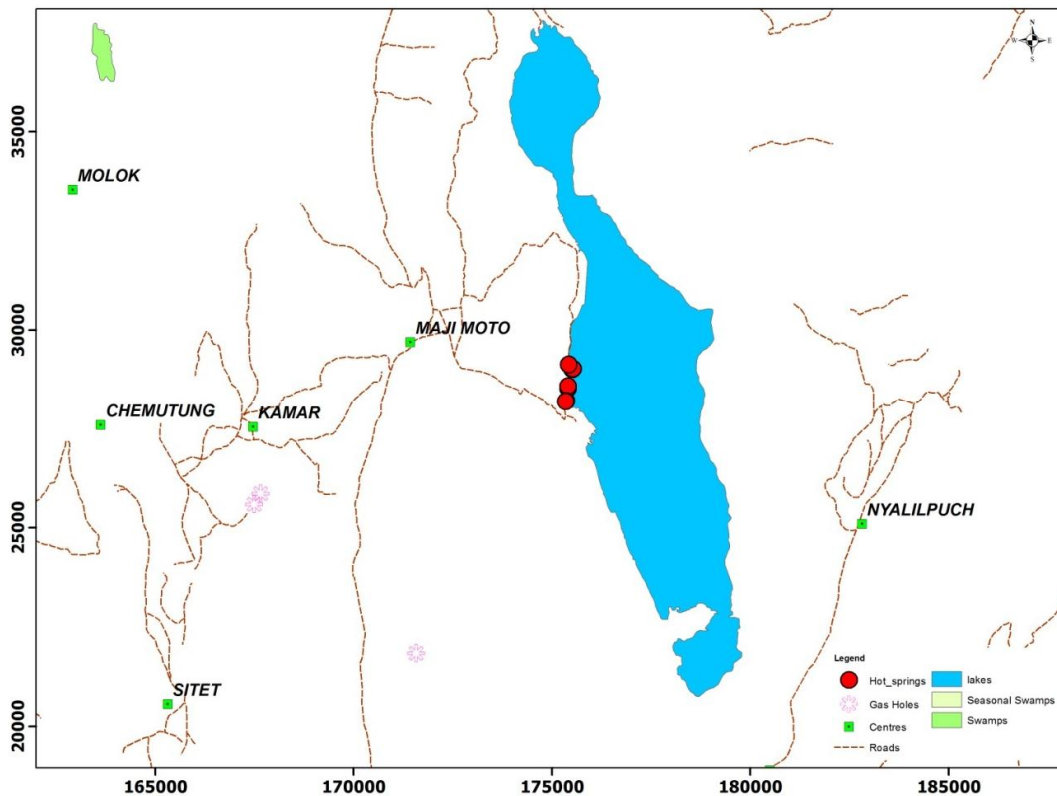 N
W E
S
35000
MOLOK
30000
MAJI MOTO
CHEMUTUNG
KAMAR
25000
NYALILPUCH
20000
SITET
Legend
Hot_springs
Gas Holes
Centres
Roads
lakes
Seasonal Swamps
Swamps
165000
170000
175000
180000
185000